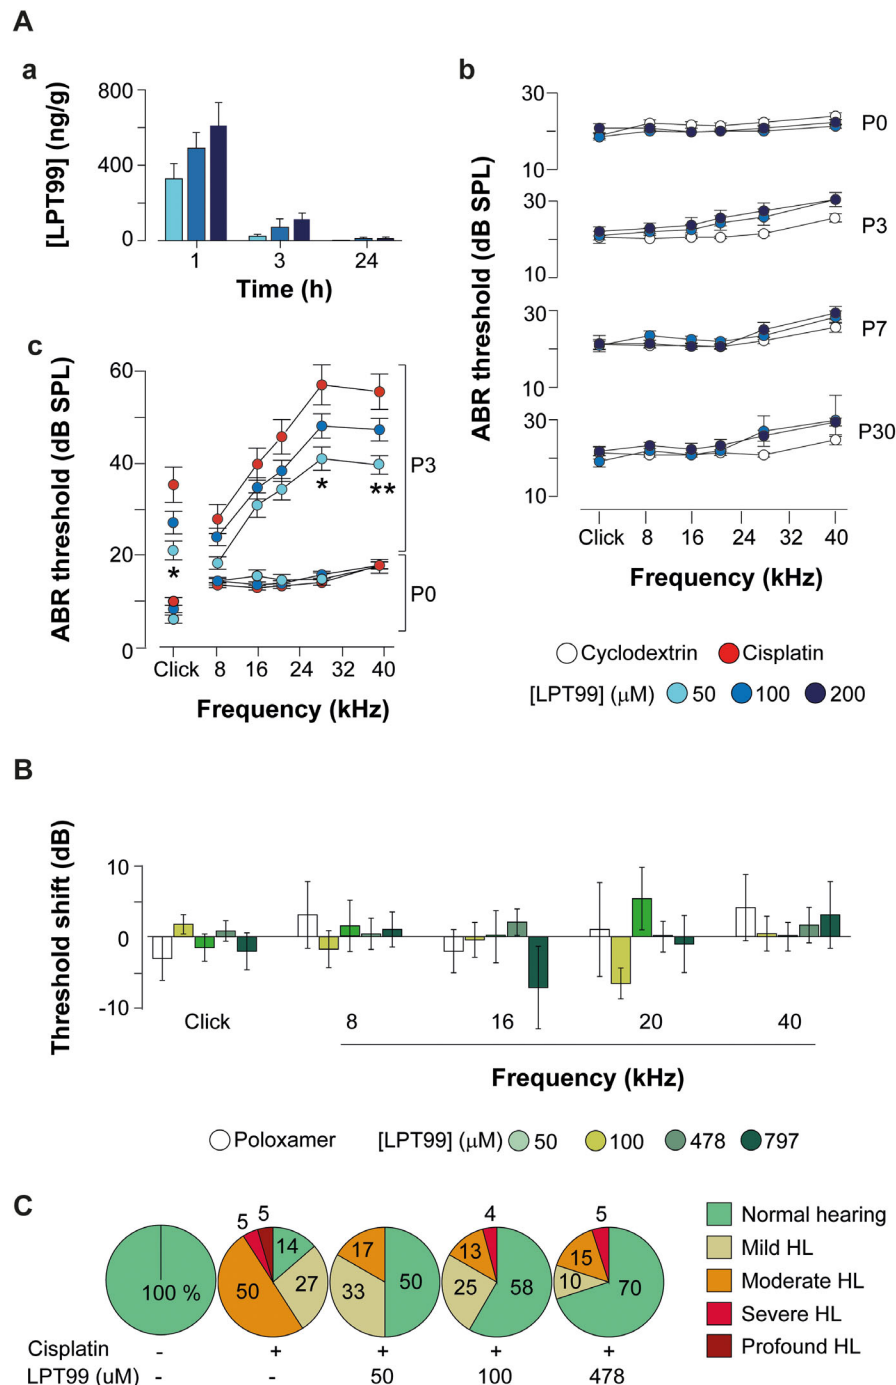 A
a
[LPT99] (ng/g)
800
400
0
1 3 24
Time (h)
b
ABR threshold (dB SPL)
30
10
P0
30
10
P3
30
10
P7
30
10
P30
Click 8 16 24 32 40
Frequency (kHz)
c
ABR threshold (dB SPL)
60
40
20
0
*
*
**
P3
P0
Click 8 16 24 32 40
Frequency (kHz)
Cyclodextrin Cisplatin
[LPT99] (μM) 50 100 200
B
Threshold shift (dB)
10
0
-10
Click 8 16 20 40
Frequency (kHz)
Poloxamer [LPT99] (μM) 50 100 478 797
C
100 %
5 5 14 27 50
17 50 33
4 13 58 25
5 15 70 10
Normal hearing
Mild HL
Moderate HL
Severe HL
Profound HL
Cisplatin - + + + +
LPT99 (uM) - - 50 100 478